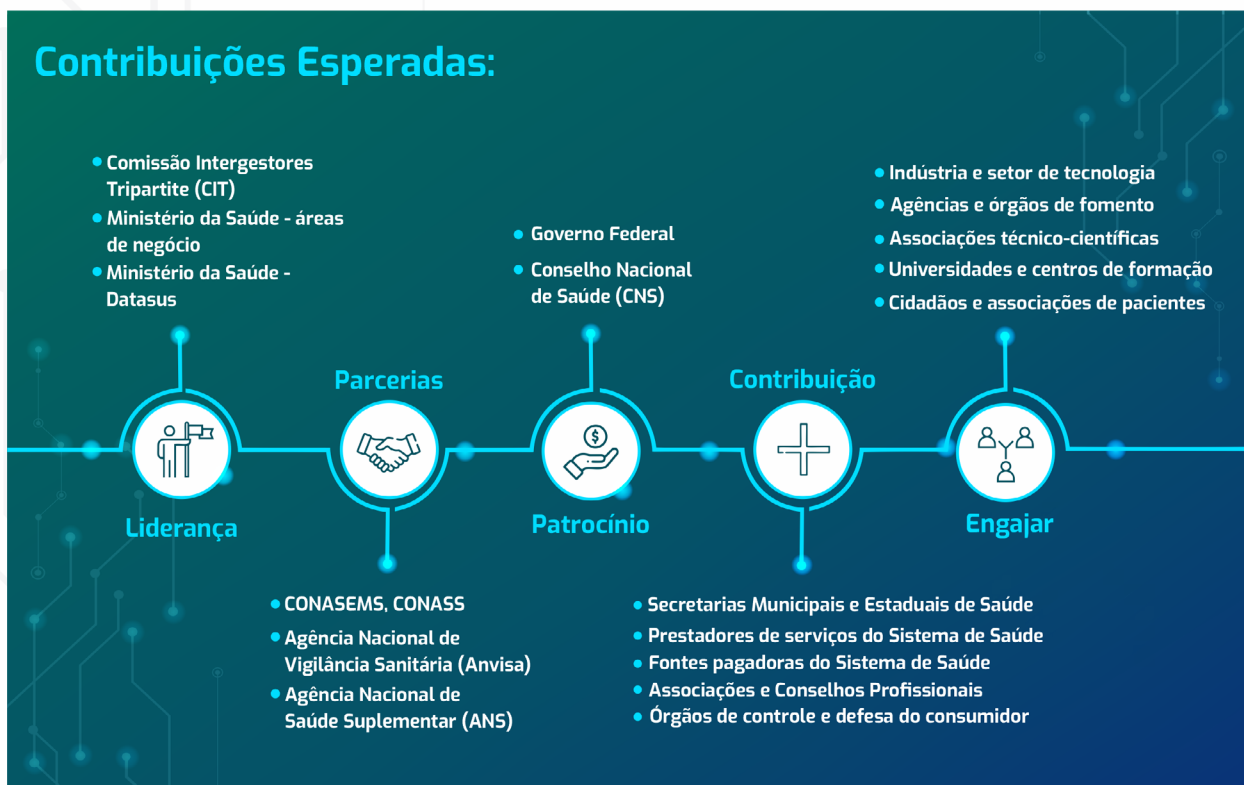 Contribuições Esperadas:
• Comissão Intergestores
Tripartite (CIT)
• Ministério da Saúde - áreas
de negócio
• Ministério da Saúde -
Datasus
Liderança
Parcerias
• CONASEMS, CONASS
• Agência Nacional de
Vigilância Sanitária (Anvisa)
• Agência Nacional de
Saúde Suplementar (ANS)
• Governo Federal
• Conselho Nacional
de Saúde (CNS)
$
Patrocínio
Contribuição
• Secretarias Municipais e Estaduais de Saúde
• Prestadores de serviços do Sistema de Saúde
• Fontes pagadoras do Sistema de Saúde
• Associações e Conselhos Profissionais
• Órgãos de controle e defesa do consumidor
• Indústria e setor de tecnologia
• Agências e órgãos de fomento
• Associações técnico-científicas
• Universidades e centros de formação
• Cidadãos e associações de pacientes
Engajar